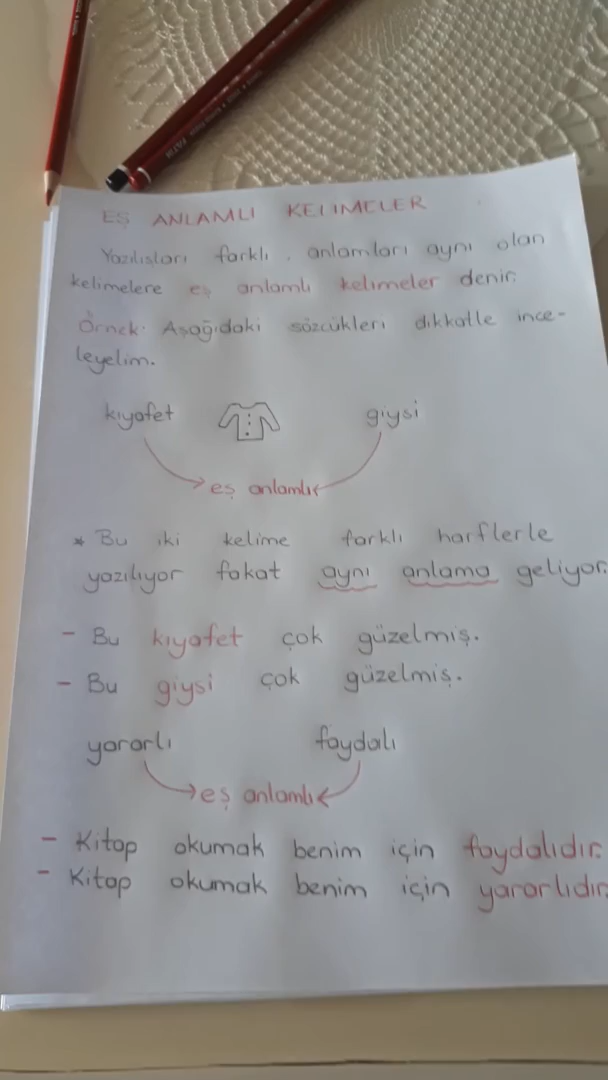 EŞ ANLAMLI KELİMELER
Yazılışları farklı, anlamları aynı olan
kelimelere eş anlamlı kelimeler denir.
Örnek: Aşağıdaki sözcükleri dikkatle ince-
leyelim.
kıyafet giysi
eş anlamlı
* Bu iki kelime farklı harflerle
yazılıyor fakat aynı anlama geliyor.
- Bu kıyafet çok güzelmiş.
- Bu giysi çok güzelmiş.
yararlı faydalı
eş anlamlı
- Kitap okumak benim için faydalıdır.
- Kitap okumak benim için yararlıdır.
FATIH